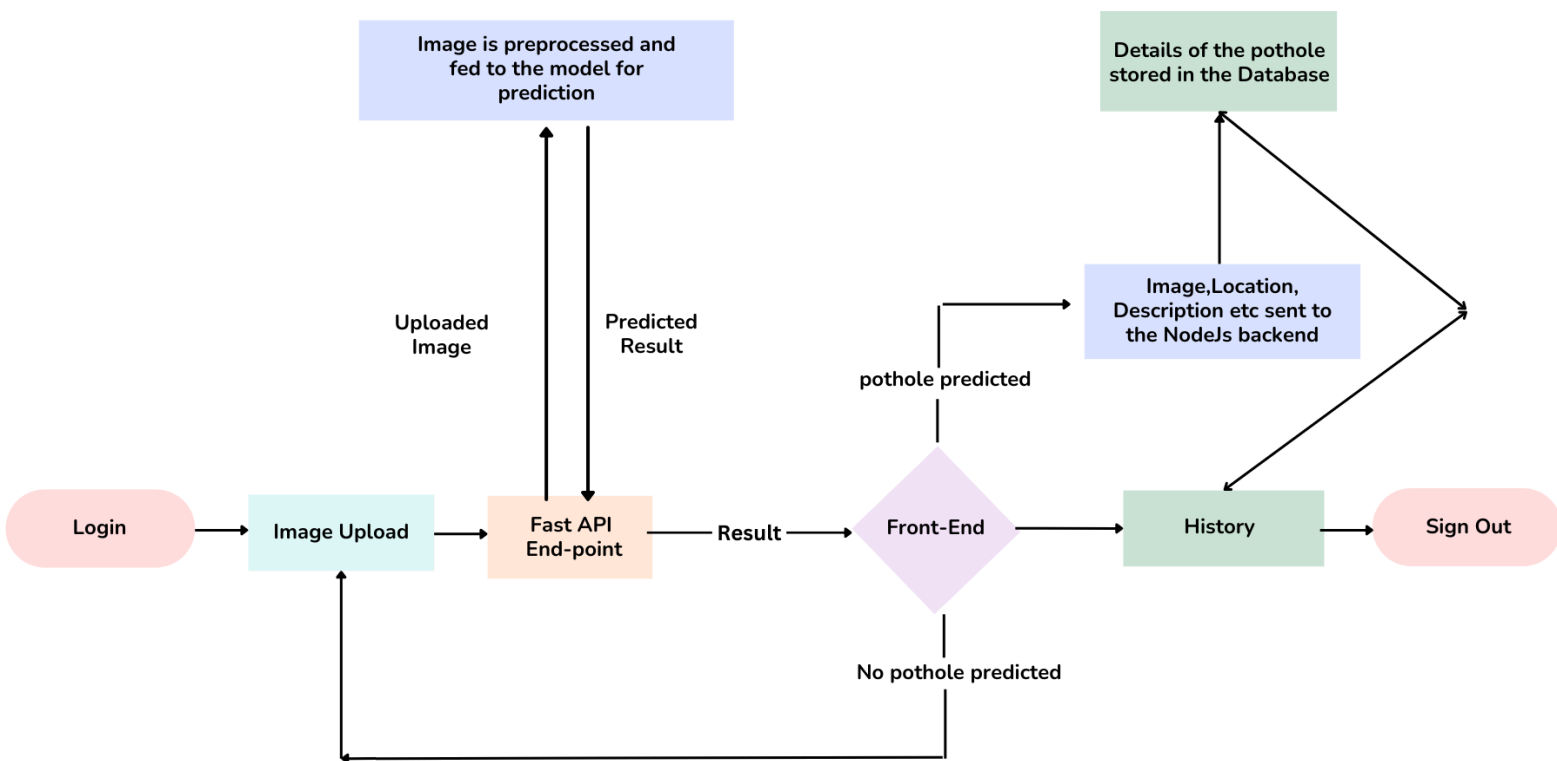 Image is preprocessed and
fed to the model for
prediction
Details of the pothole
stored in the Database
Uploaded
Image
Predicted
Result
Image,Location,
Description etc sent to
the NodeJs backend
pothole predicted
Login
Image Upload
Fast API
End-point
Result
Front-End
History
Sign Out
No pothole predicted